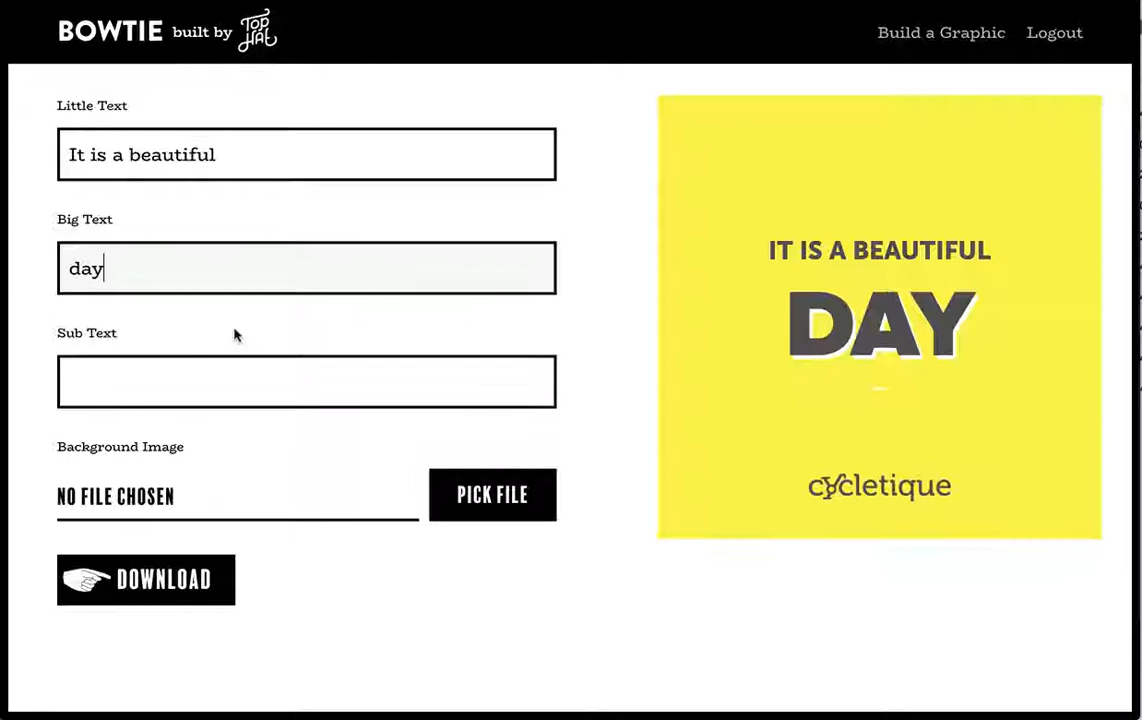 BOWTIE built by TOP HAT
Build a Graphic
Logout
Little Text
It is a beautiful
Big Text
day
Sub Text
Background Image
NO FILE CHOSEN
PICK FILE
DOWNLOAD
IT IS A BEAUTIFUL
DAY
cycletique